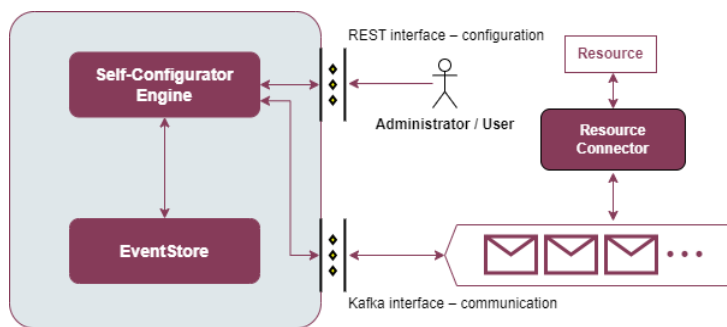 REST interface – configuration
Self-Configurator
Engine
Administrator / User
Resource
Resource
Connector
EventStore
Kafka interface – communication